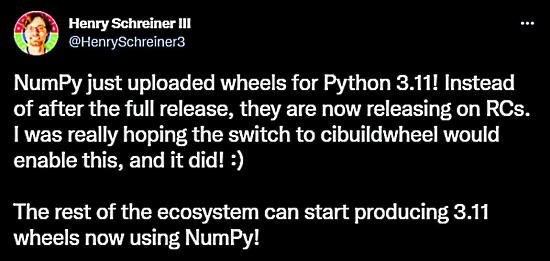 Henry Schreiner III
@HenrySchreiner3
NumPy just uploaded wheels for Python 3.11! Instead
of after the full release, they are now releasing on RCs.
I was really hoping the switch to cibuildwheel would
enable this, and it did! :)
The rest of the ecosystem can start producing 3.11
wheels now using NumPy!